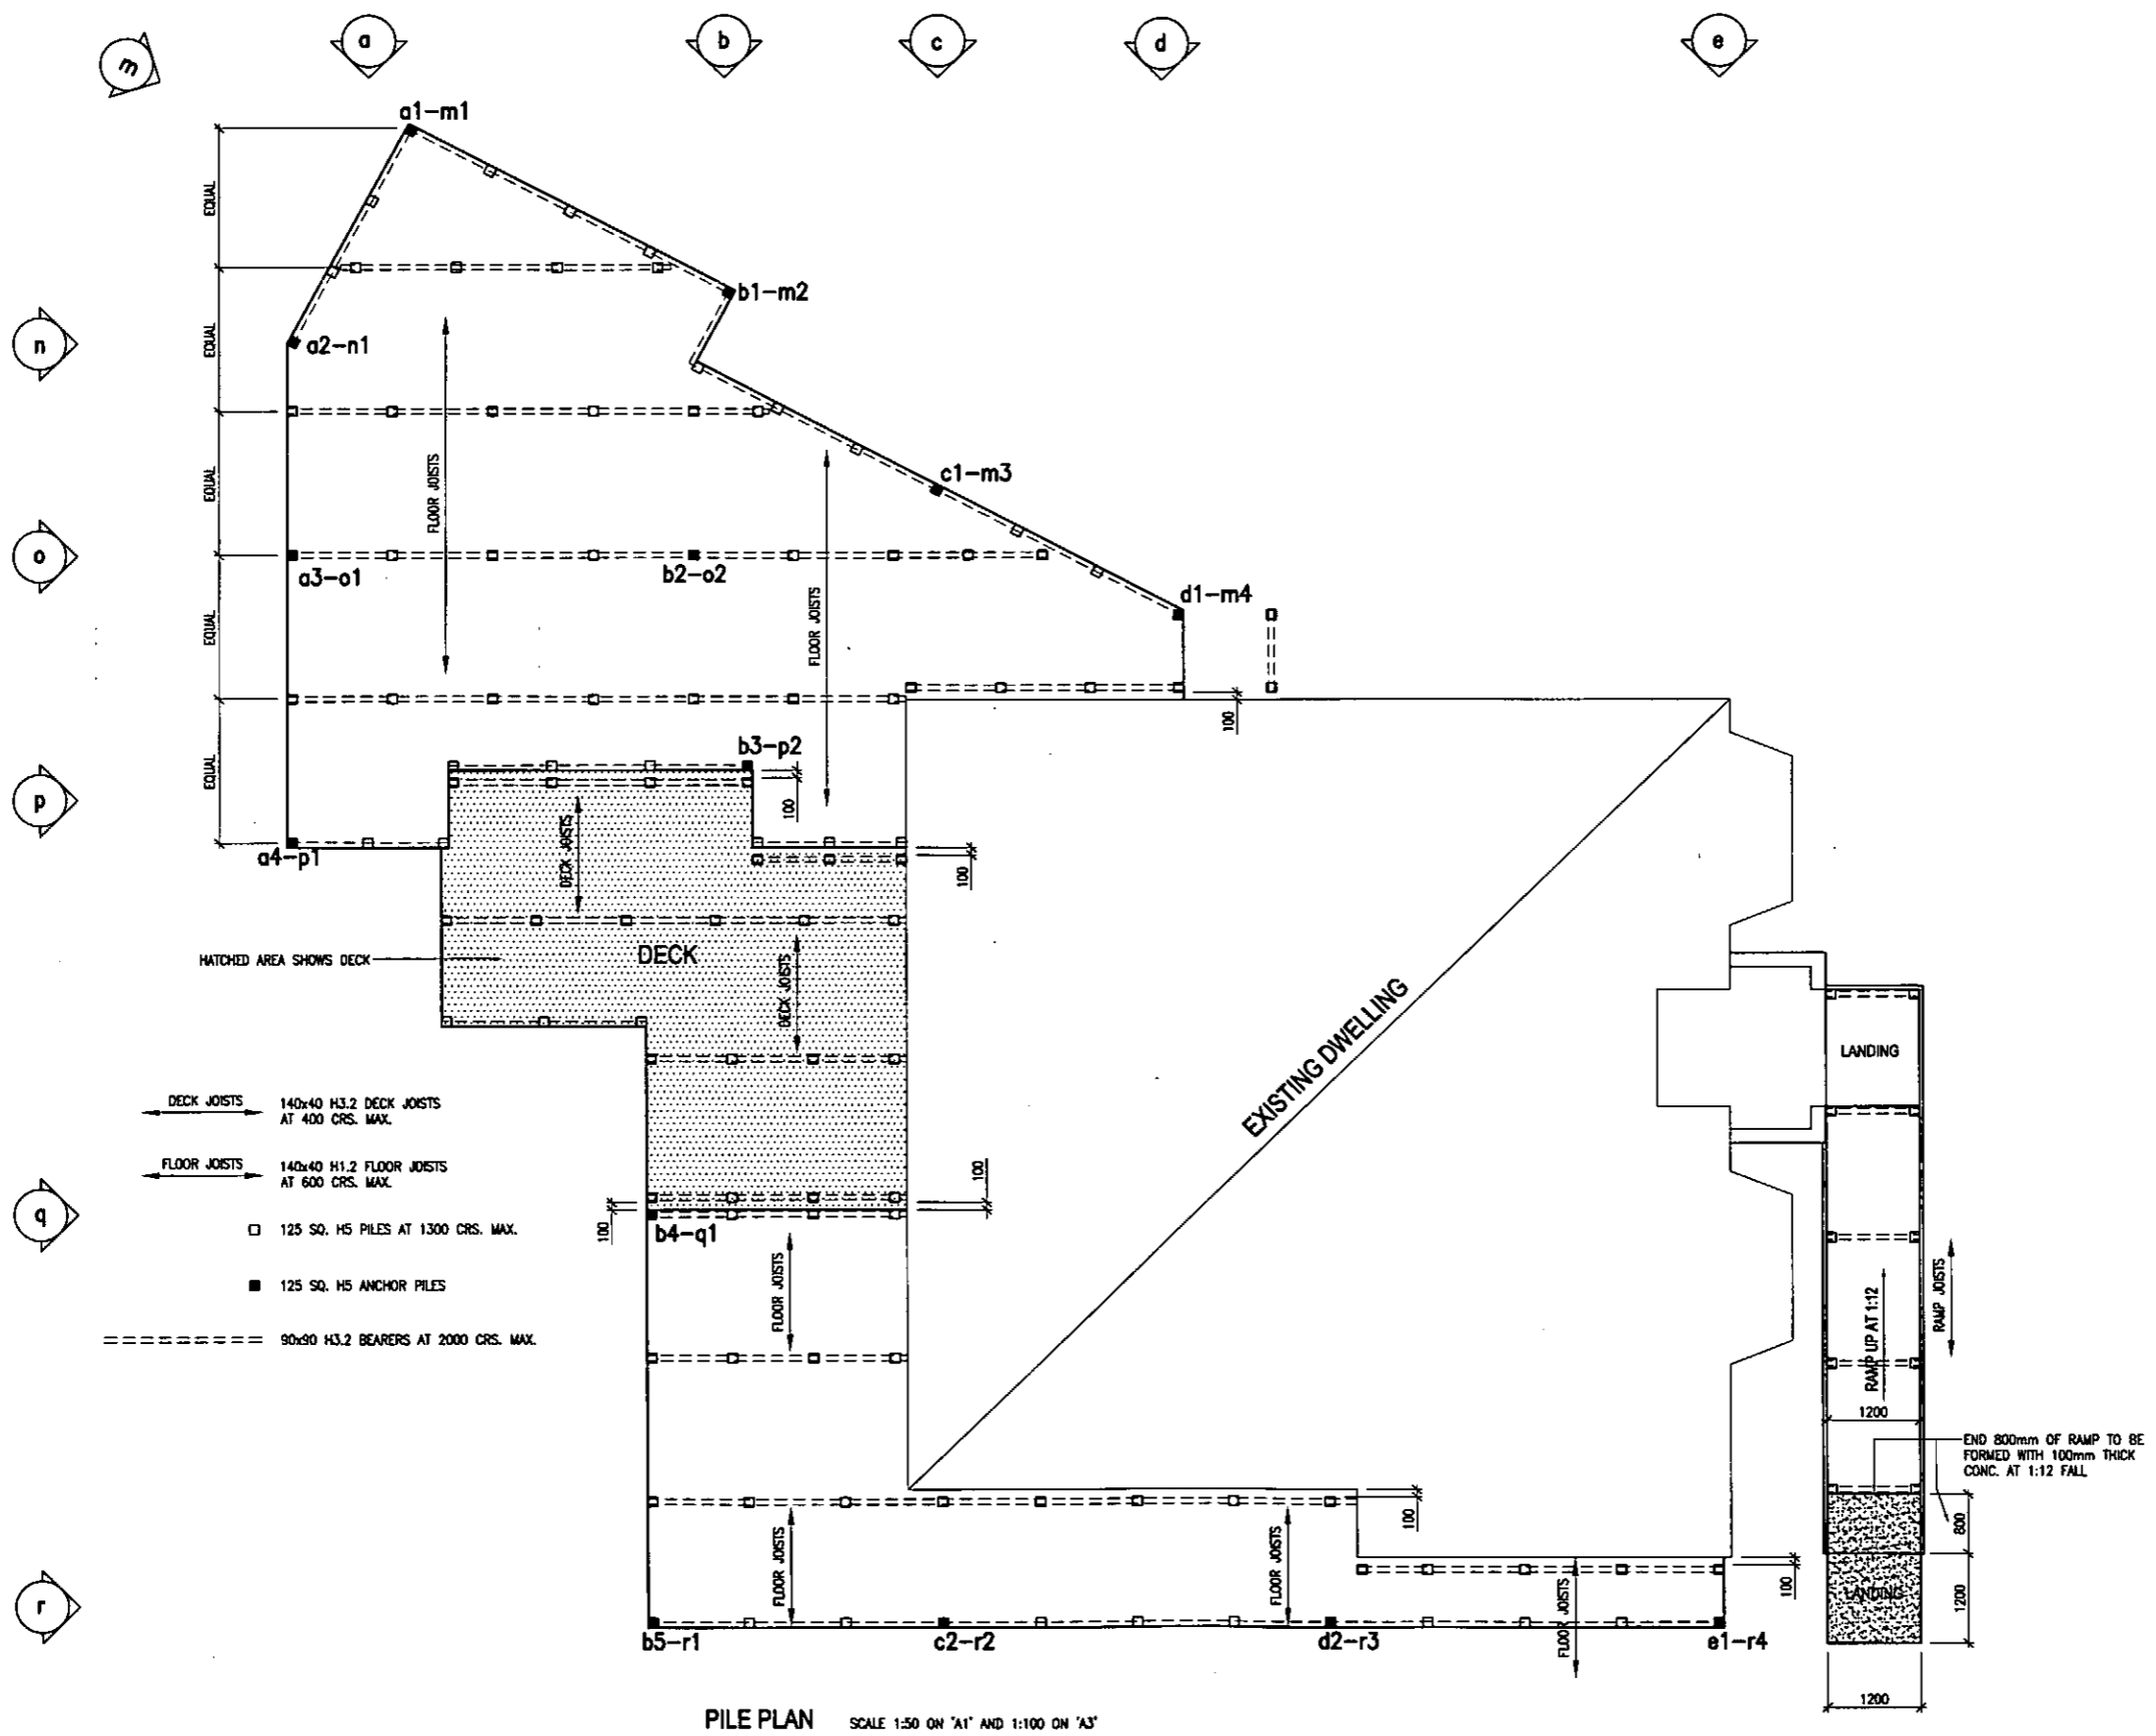 m
a
b
c
d
e
a1-m1
EQUAL
b1-m2
n
a2-n1
EQUAL
FLOOR JOISTS
c1-m3
EQUAL
o
a3-o1
b2-o2
FLOOR JOISTS
d1-m4
EQUAL
100
b3-p2
EQUAL
p
100
DECK JOISTS
a4-p1
100
HATCHED AREA SHOWS DECK
DECK
DECK JOISTS
EXISTING DWELLING
LANDING
DECK JOISTS
140x40 H3.2 DECK JOISTS
AT 400 CRS. MAX.
FLOOR JOISTS
140x40 H1.2 FLOOR JOISTS
AT 600 CRS. MAX.
100
q
100
b4-q1
125 SQ. H5 PILES AT 1300 CRS. MAX.
125 SQ. H5 ANCHOR PILES
FLOOR JOISTS
90x90 H3.2 BEARERS AT 2000 CRS. MAX.
RAMP UP AT 1:12
RAMP JOISTS
1200
END 800mm OF RAMP TO BE
FORMED WITH 100mm THICK
CONC. AT 1:12 FALL
100
800
FLOOR JOISTS
FLOOR JOISTS
FLOOR JOISTS
100
LANDING
1200
r
b5-r1
c2-r2
d2-r3
e1-r4
1200
PILE PLAN
SCALE 1:50 ON 'A1' AND 1:100 ON 'A3'